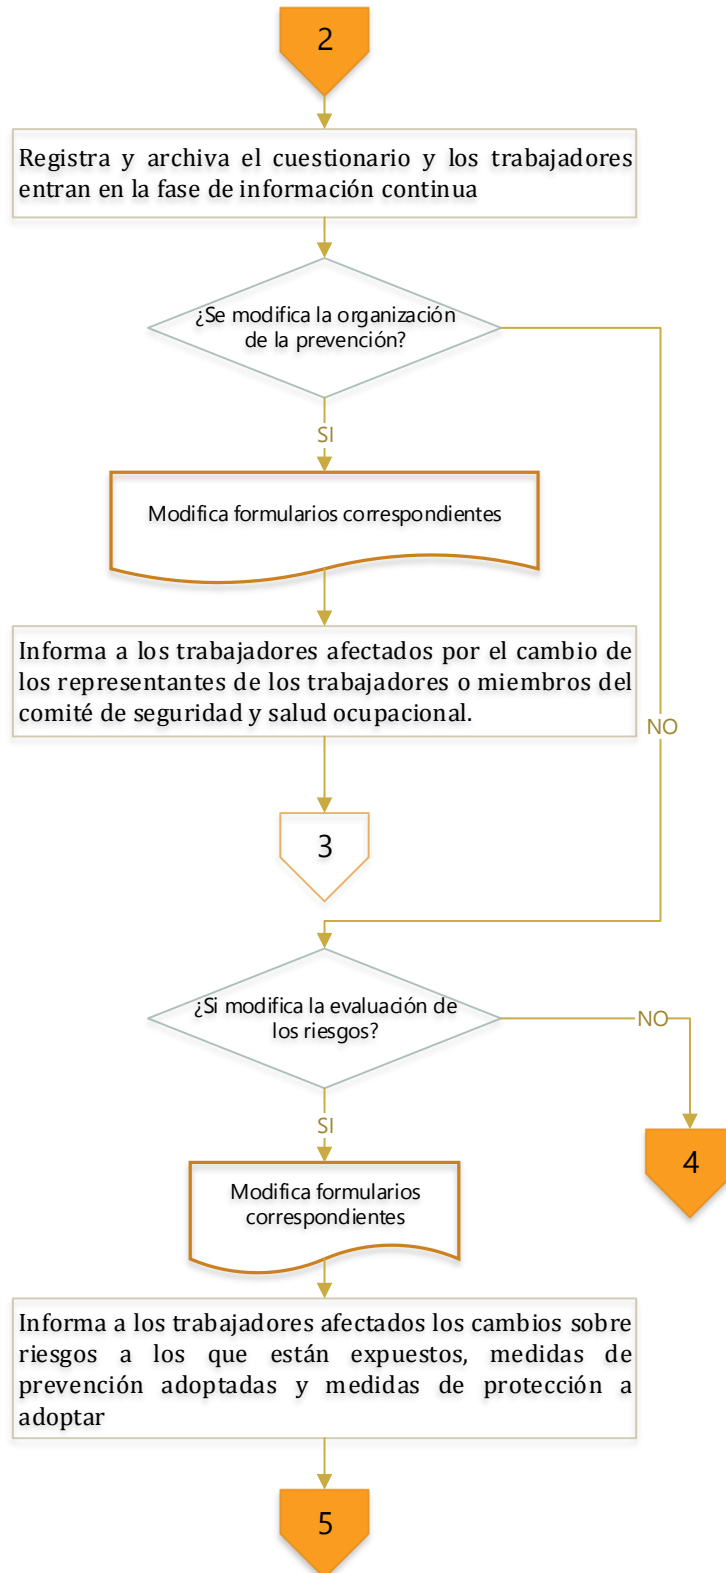 2
Registra y archiva el cuestionario y los trabajadores
entran en la fase de información continua
¿Se modifica la organización
de la prevención?
SI
Modifica formularios correspondientes
Informa a los trabajadores afectados por el cambio de
los representantes de los trabajadores o miembros del
comité de seguridad y salud ocupacional.
NO
3
¿Si modifica la evaluación de
los riesgos?
NO
SI
4
Modifica formularios
correspondientes
Informa a los trabajadores afectados los cambios sobre
riesgos a los que están expuestos, medidas de
prevención adoptadas y medidas de protección a
adoptar
5